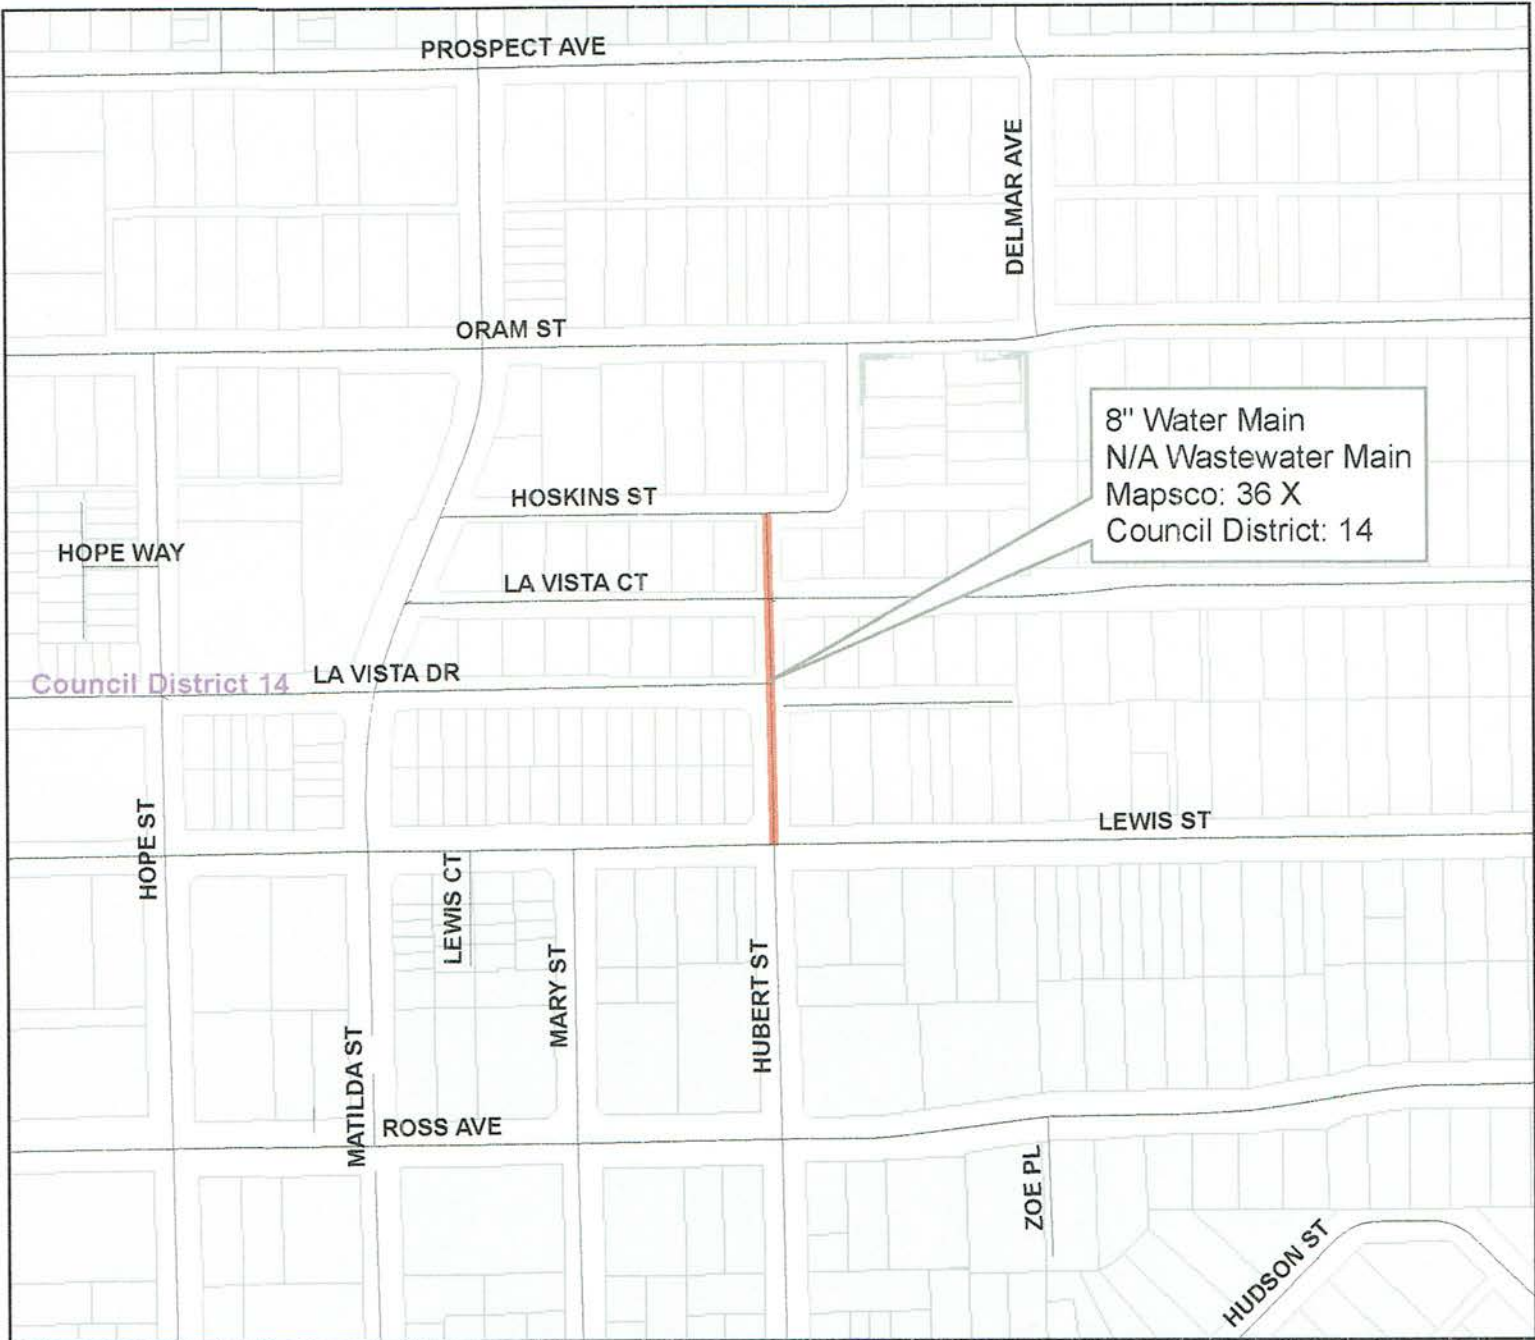 PROSPECT AVE
DELMAR AVE
ORAM ST
8" Water Main
N/A Wastewater Main
Mapsco: 36 X
Council District: 14
HOSKINS ST
HOPE WAY
LA VISTA CT
LA VISTA DR
Council District 14
HOPE ST
LEWIS ST
LEWIS CT
MARY ST
HUBERT ST
MATILDA ST
ROSS AVE
ZOE PL
HUDSON ST